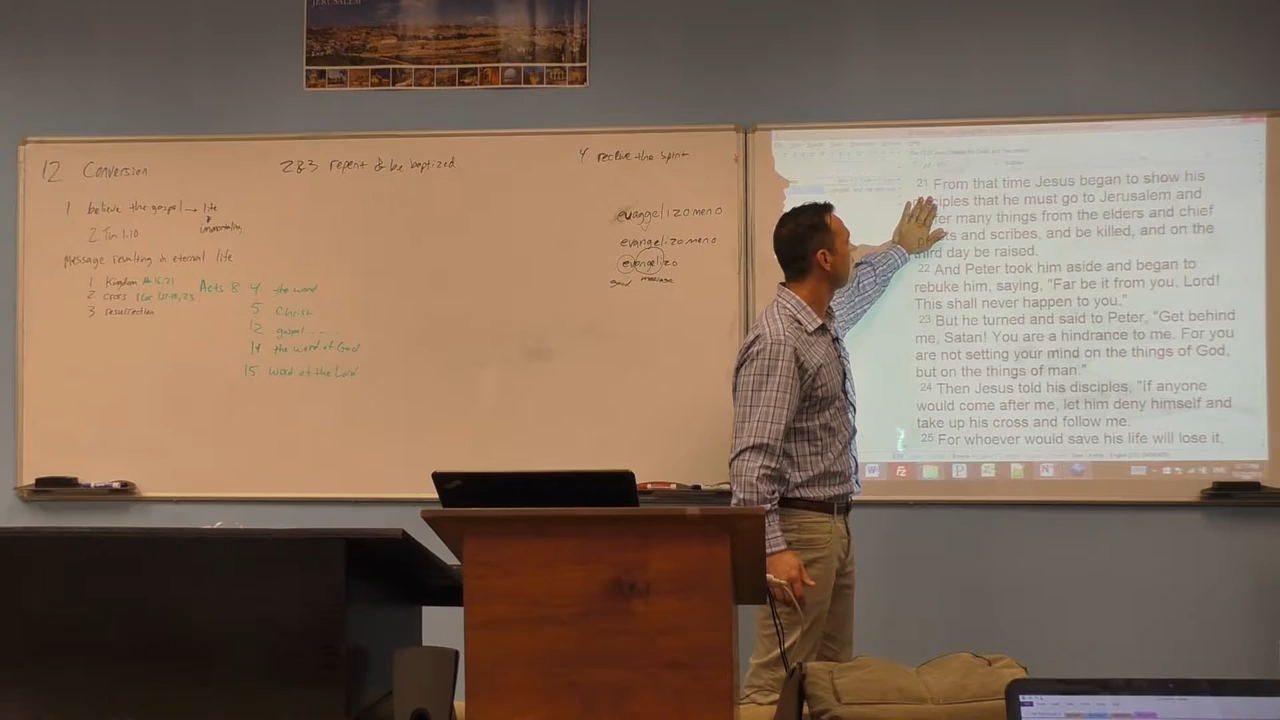 JERUSALEM
12 Conversion
2&3 repent & be baptized
4 receive the spirit
1 believe the gospel → life
immortality
2 Tim 1.10
message resulting in eternal life
1 Kingdom
2 cross
3 resurrection
Acts 8 4 the word
5 Christ
12 gospel ....
14 the word of God
15 word of the Lord
evaggelizomeno
evangelizomeno
evangelizo
good message
21 From that time Jesus began to show his
disciples that he must go to Jerusalem and
suffer many things from the elders and chief
priests and scribes, and be killed, and on the
third day be raised.
22 And Peter took him aside and began to
rebuke him, saying, "Far be it from you, Lord!
This shall never happen to you."
23 But he turned and said to Peter, "Get behind
me, Satan! You are a hindrance to me. For you
are not setting your mind on the things of God,
but on the things of man."
24 Then Jesus told his disciples, "If anyone
would come after me, let him deny himself and
take up his cross and follow me.
25 For whoever would save his life will lose it,